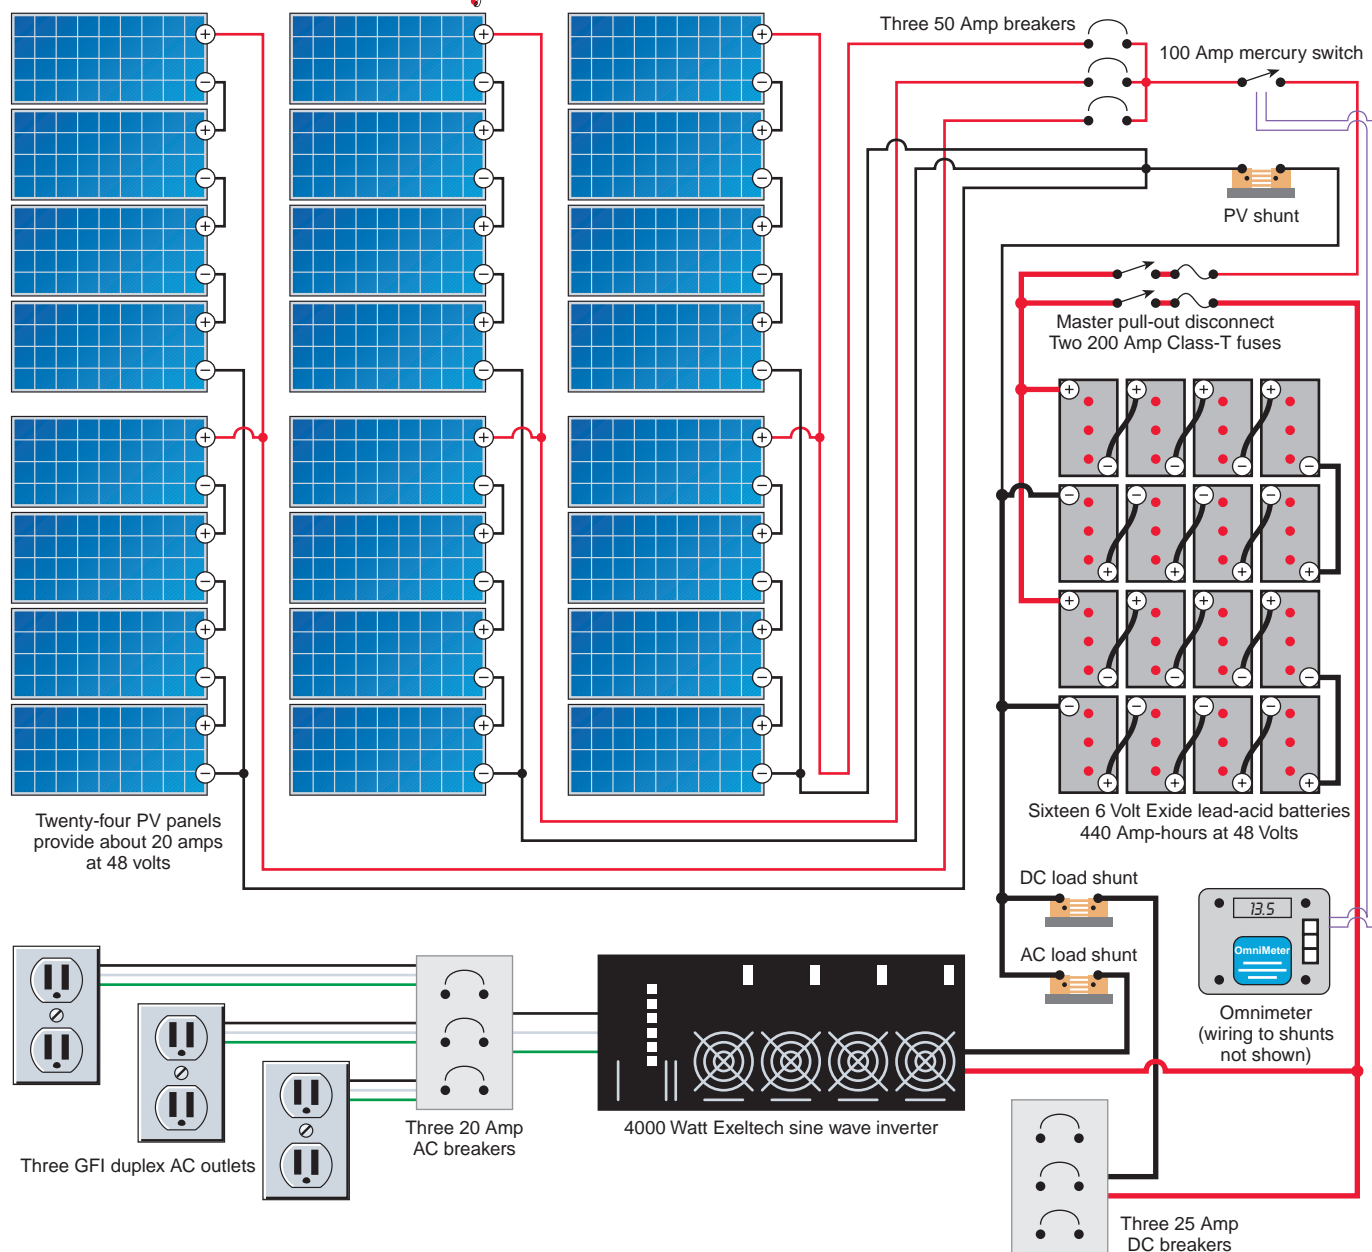 Three 50 Amp breakers
100 Amp mercury switch
PV shunt
Master pull-out disconnect
Two 200 Amp Class-T fuses
Sixteen 6 Volt Exide lead-acid batteries
440 Amp-hours at 48 Volts
Twenty-four PV panels
provide about 20 amps
at 48 volts
DC load shunt
AC load shunt
13.5
OmniMeter
Omnimeter
(wiring to shunts
not shown)
Three 20 Amp
AC breakers
4000 Watt Exeltech sine wave inverter
Three GFI duplex AC outlets
Three 25 Amp
DC breakers